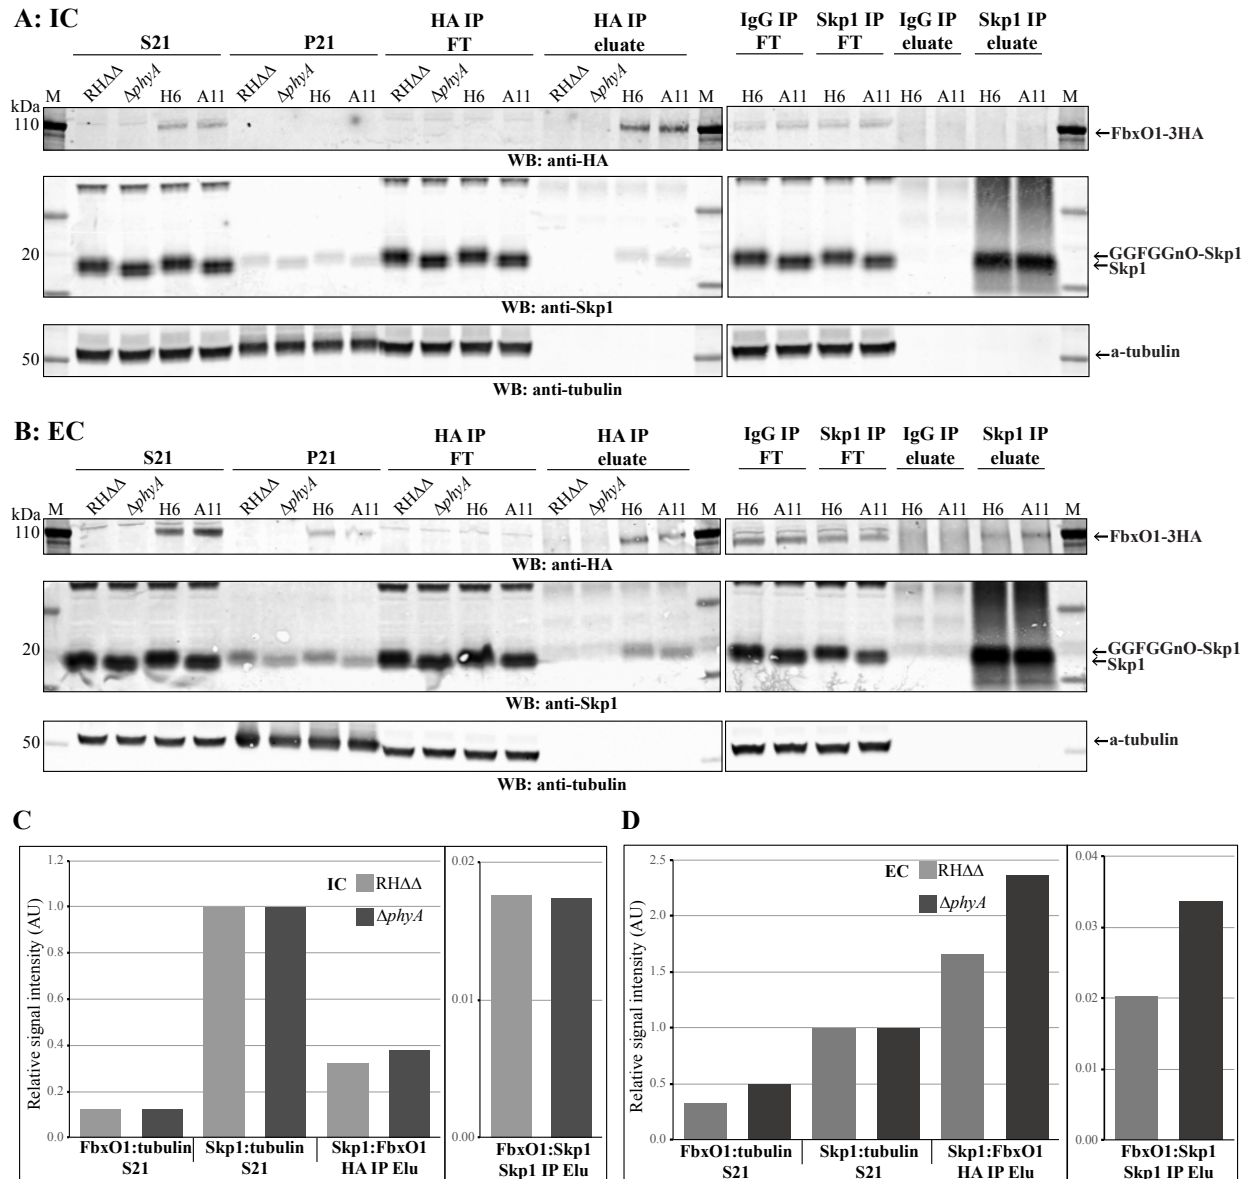 A: IC
HA IP HA IP IgG IP Skp1 IP IgG IP Skp1 IP
S21 P21 FT eluate FT FT eluate eluate
kDa M RHΔΔ ΔphyA H6 A11 RHΔΔ ΔphyA H6 A11 RHΔΔ ΔphyA H6 A11 RHΔΔ ΔphyA H6 A11 M H6 A11 H6 A11 H6 A11 H6 A11 M
110 ←FbxO1-3HA
WB: anti-HA
20 ←GGFGGnO-Skp1
←Skp1
WB: anti-Skp1
50 ←a-tubulin
WB: anti-tubulin
B: EC
HA IP HA IP IgG IP Skp1 IP IgG IP Skp1 IP
S21 P21 FT eluate FT FT eluate eluate
kDa M RHΔΔ ΔphyA H6 A11 RHΔΔ ΔphyA H6 A11 RHΔΔ ΔphyA H6 A11 RHΔΔ ΔphyA H6 A11 M H6 A11 H6 A11 H6 A11 H6 A11 M
110 ←FbxO1-3HA
WB: anti-HA
20 ←GGFGGnO-Skp1
←Skp1
WB: anti-Skp1
50 ←a-tubulin
WB: anti-tubulin
C
Relative signal intensity (AU)
1.2
1.0
0.8
0.6
0.4
0.2
0.0
IC RHΔΔ
ΔphyA
FbxO1:tubulin Skp1:tubulin Skp1:FbxO1
S21 S21 HA IP Elu
0.02
0.01
0.00
FbxO1:Skp1
Skp1 IP Elu
D
Relative signal intensity (AU)
2.5
2.0
1.5
1.0
0.5
0.0
EC RHΔΔ
ΔphyA
FbxO1:tubulin Skp1:tubulin Skp1:FbxO1
S21 S21 HA IP Elu
0.04
0.03
0.02
0.01
0.00
FbxO1:Skp1
Skp1 IP Elu